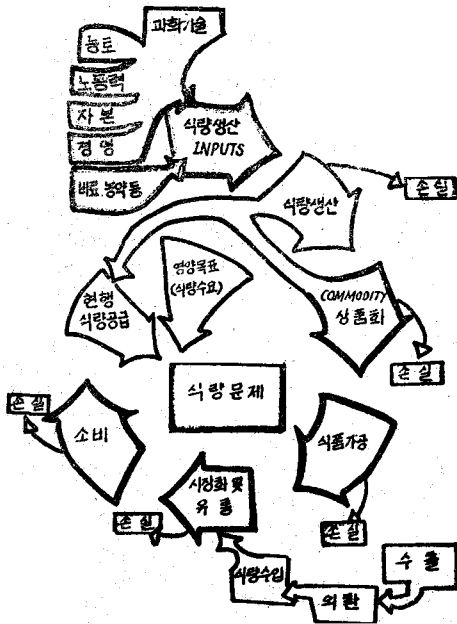 과학기술
농토
노동력
자본
경영
비료 농약등
식량생산
INPUTS
식량생산
손실
영양목표
(식량수요)
현행
식량공급
COMMODITY
상품화
손실
식량문제
손실
소비
식품가공
시장화 및
유통
손실
손실
식량수입
외환
수출